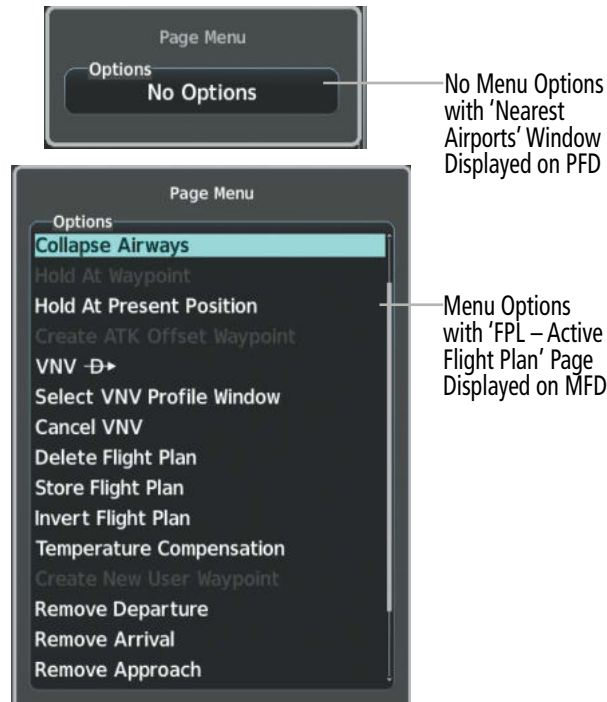 Page Menu
Options
No Options
No Menu Options
with ‘Nearest
Airports’ Window
Displayed on PFD
Page Menu
Options
Collapse Airways
Hold At Waypoint
Hold At Present Position
Create ATK Offset Waypoint
VNV D
Select VNV Profile Window
Cancel VNV
Delete Flight Plan
Store Flight Plan
Invert Flight Plan
Temperature Compensation
Create New User Waypoint
Remove Departure
Remove Arrival
Remove Approach
Menu Options
with ‘FPL – Active
Flight Plan’ Page
Displayed on MFD